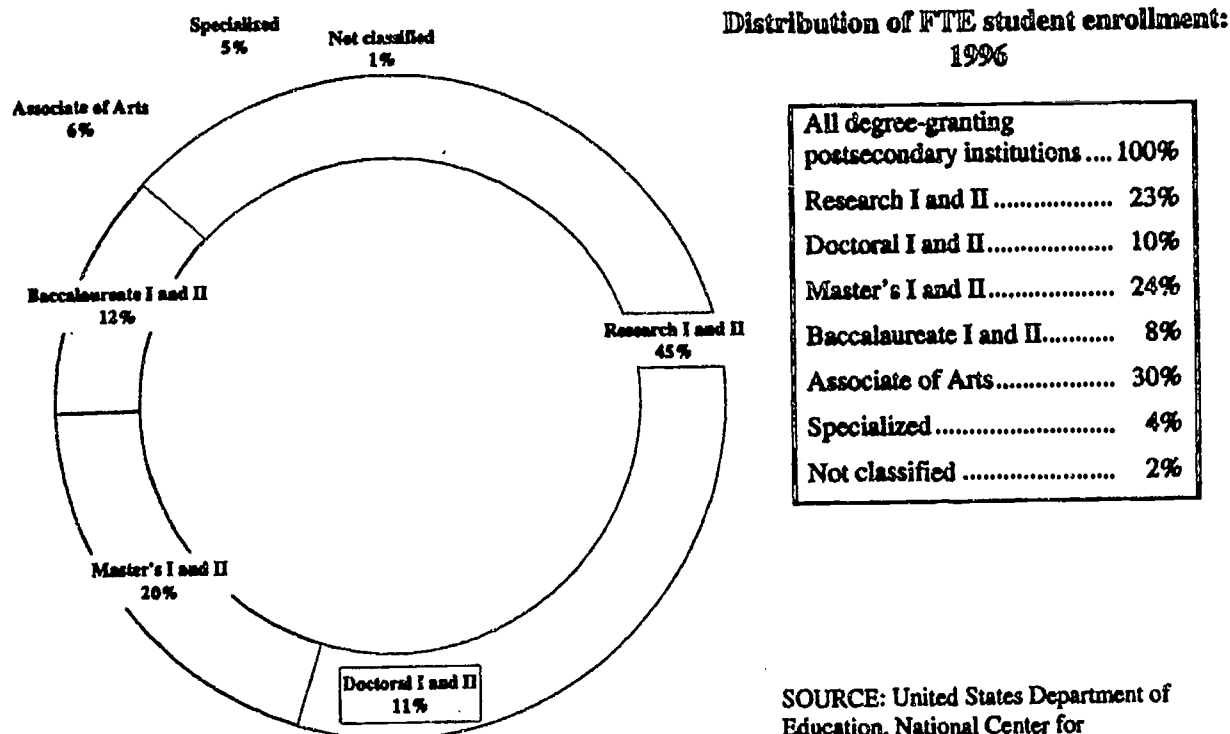 Specialized
5%
Not classified
1%
Associate of Arts
6%
Baccalaureate I and II
12%
Research I and II
45%
Master's I and II
20%
Doctoral I and II
11%
Distribution of FTE student enrollment:
1996
All degree-granting
postsecondary institutions .... 100%
Research I and II .................. 23%
Doctoral I and II ................... 10%
Master's I and II ................... 24%
Baccalaureate I and II ........... 8%
Associate of Arts .................. 30%
Specialized ........................... 4%
Not classified ....................... 2%
SOURCE: United States Department of
Education, National Center for